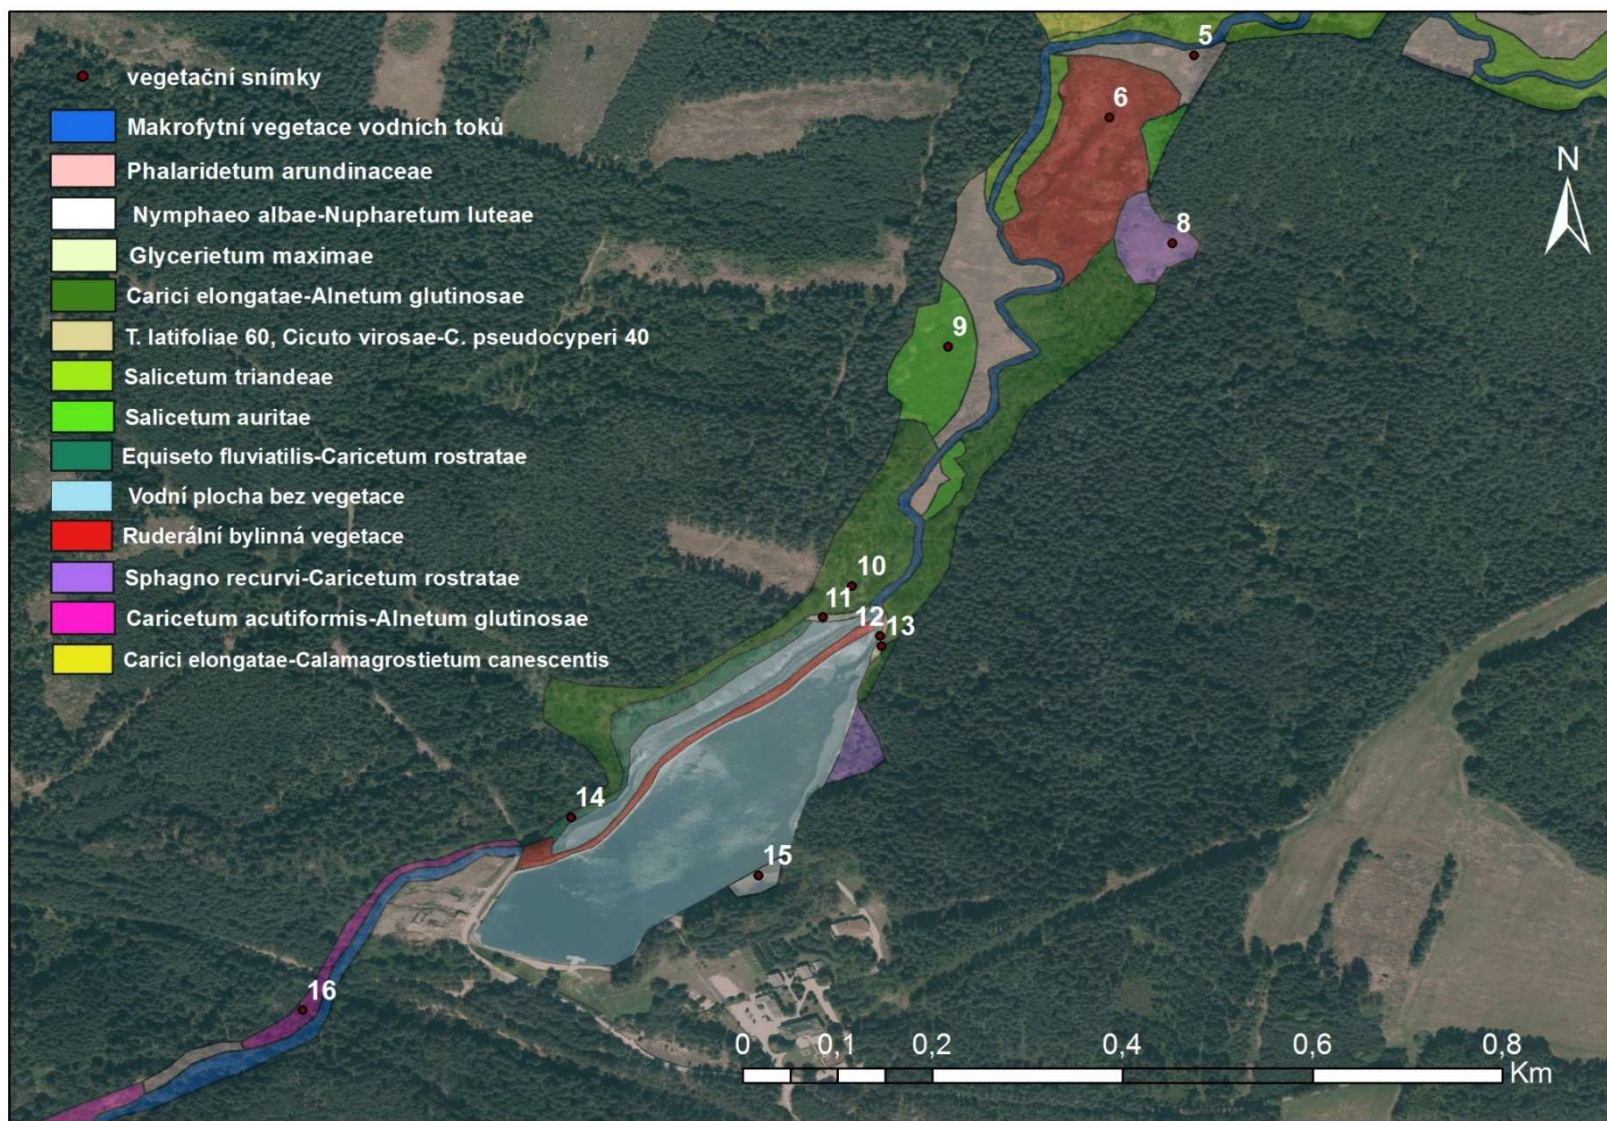 vegetační snímky
Makrofytní vegetace vodních toků
Phalaridetum arundinaceae
Nymphaeo albae-Nupharetum luteae
Glycerietum maximae
Carici elongatae-Alnetum glutinosae
T. latifoliae 60, Cicuto virosae-C. pseudocyperi 40
Salicetum triandeae
Salicetum auritae
Equiseto fluviatilis-Caricetum rostratae
Vodní plocha bez vegetace
Ruderální bylinná vegetace
Sphagno recurvi-Caricetum rostratae
Caricetum acutiformis-Alnetum glutinosae
Carici elongatae-Calamagrostietum canescentis
5
6
N
8
9
10
11
12
13
14
15
16
0 0,1 0,2 0,4 0,6 0,8
Km